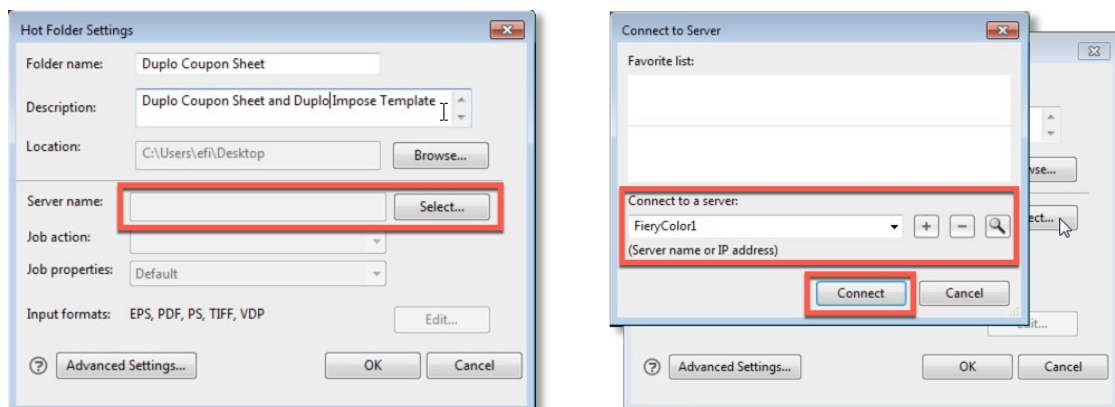 Hot Folder Settings
Folder name: Duplo Coupon Sheet
Description: Duplo Coupon Sheet and Duplo Impose Template
Location: C:\Users\efi\Desktop Browse...
Server name: Select...
Job action:
Job properties: Default
Input formats: EPS, PDF, PS, TIFF, VDP Edit...
? Advanced Settings... OK Cancel
Connect to Server
Favorite list:
wse...
Connect to a server:
FieryColor1 + −
ect...
(Server name or IP address)
Connect Cancel
? Advanced Settings... OK Cancel